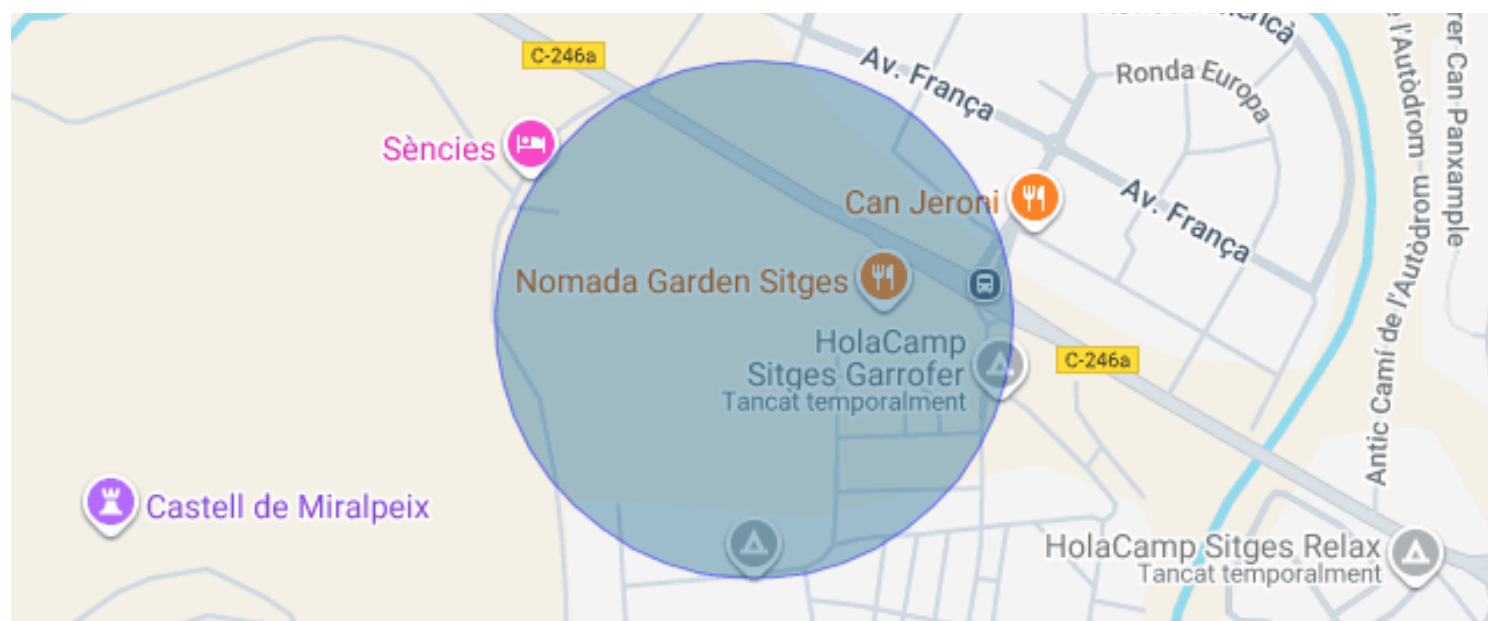 C-246a
Av. França
Ronda Europa
Sències
Can Jeroni
Av. França
Nomada Garden Sitges
HolaCamp
Sitges Garrofer
Tancat temporalment
C-246a
Castell de Miralpeix
HolaCamp Sitges Relax
Tancat temporalment
Antic Camí de l'Autòdrom
rer Can Panxample